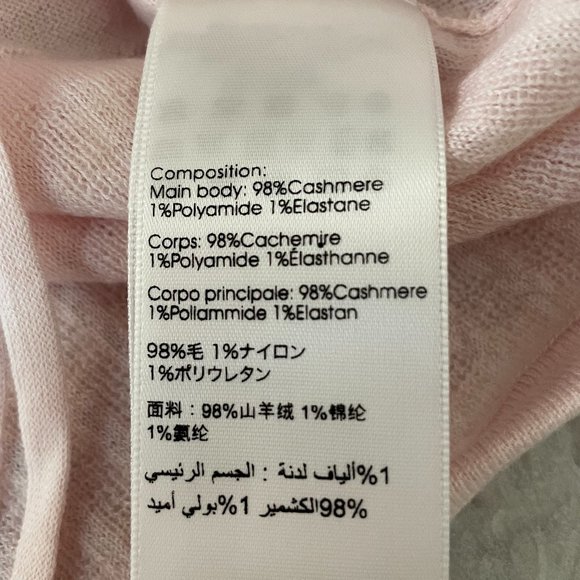 Composition:
Main body: 98%Cashmere
1%Polyamide 1%Elastane
Corps: 98%Cachemire
1%Polyamide 1%Élasthanne
Corpo principale: 98%Cashmere
1%Poliammide 1%Elastan
98%毛 1%ナイロン
1%ポリウレタン
面料：98%山羊绒 1%锦纶
1%氨纶
1%ألياف لدنة : الجسم الرئيسي
98%الكشمير 1%بولي أميد